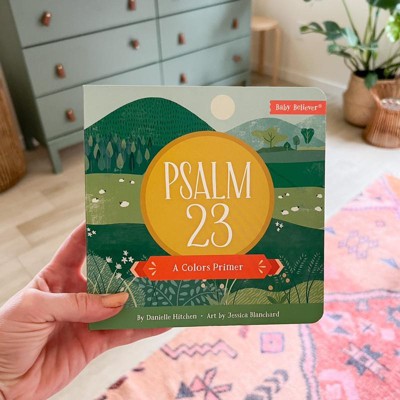 Baby Believer®
PSALM
23
A Colors Primer
By Danielle Hitchen • Art by Jessica Blanchard